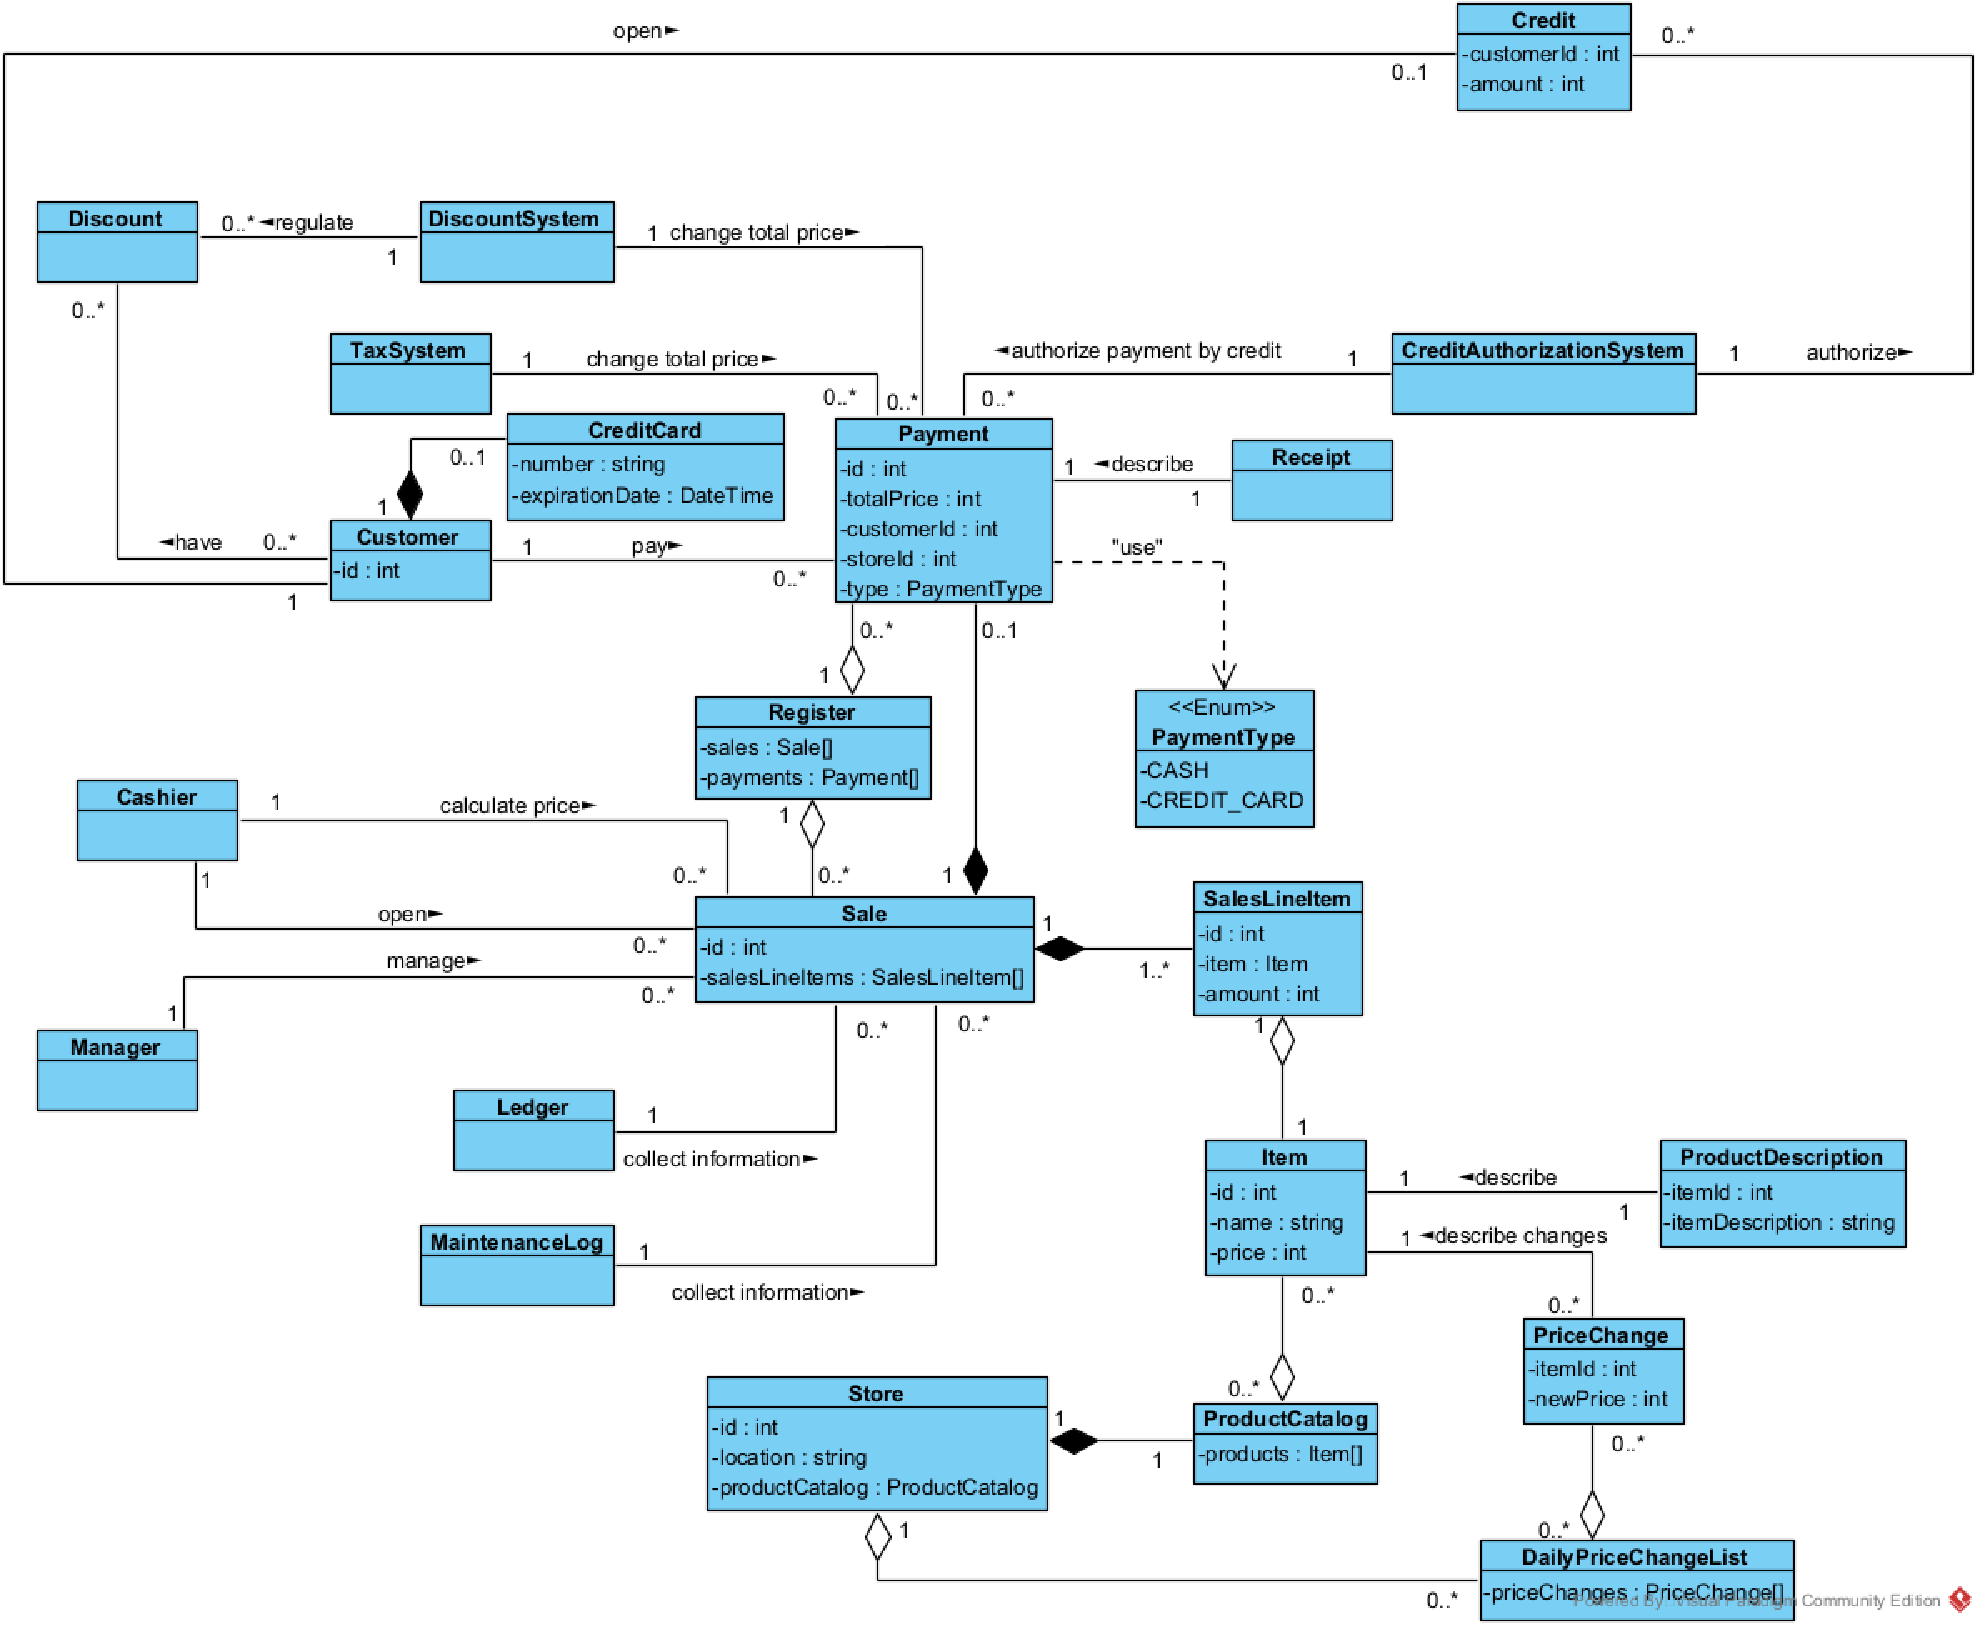 open►
0..1
Credit
-customerId : int
-amount : int
0..*
Discount
0..* ◄regulate
1
DiscountSystem
1 change total price►
0..*
TaxSystem
1 change total price►
0..*
0..*
◄authorize payment by credit 1
0..*
CreditAuthorizationSystem
1 authorize►
CreditCard
-number : string
-expirationDate : DateTime
0..1
1
Customer
-id : int
◄have 0..*
1
1 pay►
0..*
Payment
-id : int
-totalPrice : int
-customerId : int
-storeId : int
-type : PaymentType
1 ◄describe
1
Receipt
"use"
0..*
1
0..1
<<Enum>>
PaymentType
-CASH
-CREDIT_CARD
Register
-sales : Sale[]
-payments : Payment[]
1
0..*
1
Cashier
1 calculate price►
0..*
1
open►
0..*
manage►
0..*
1
Manager
Sale
-id : int
-salesLineItems : SalesLineItem[]
1
1..*
SalesLineItem
-id : int
-item : Item
-amount : int
1
1
0..*
0..*
Ledger
1
collect information►
MaintenanceLog
1
collect information►
Item
-id : int
-name : string
-price : int
1 ◄describe
1
ProductDescription
-itemId : int
-itemDescription : string
1 ◄describe changes
0..*
0..*
PriceChange
-itemId : int
-newPrice : int
0..*
0..*
Store
-id : int
-location : string
-productCatalog : ProductCatalog
1
1
ProductCatalog
-products : Item[]
1
0..*
0..*
DailyPriceChangeList
-priceChanges : PriceChange[]
Powered By: Visual Paradigm Community Edition